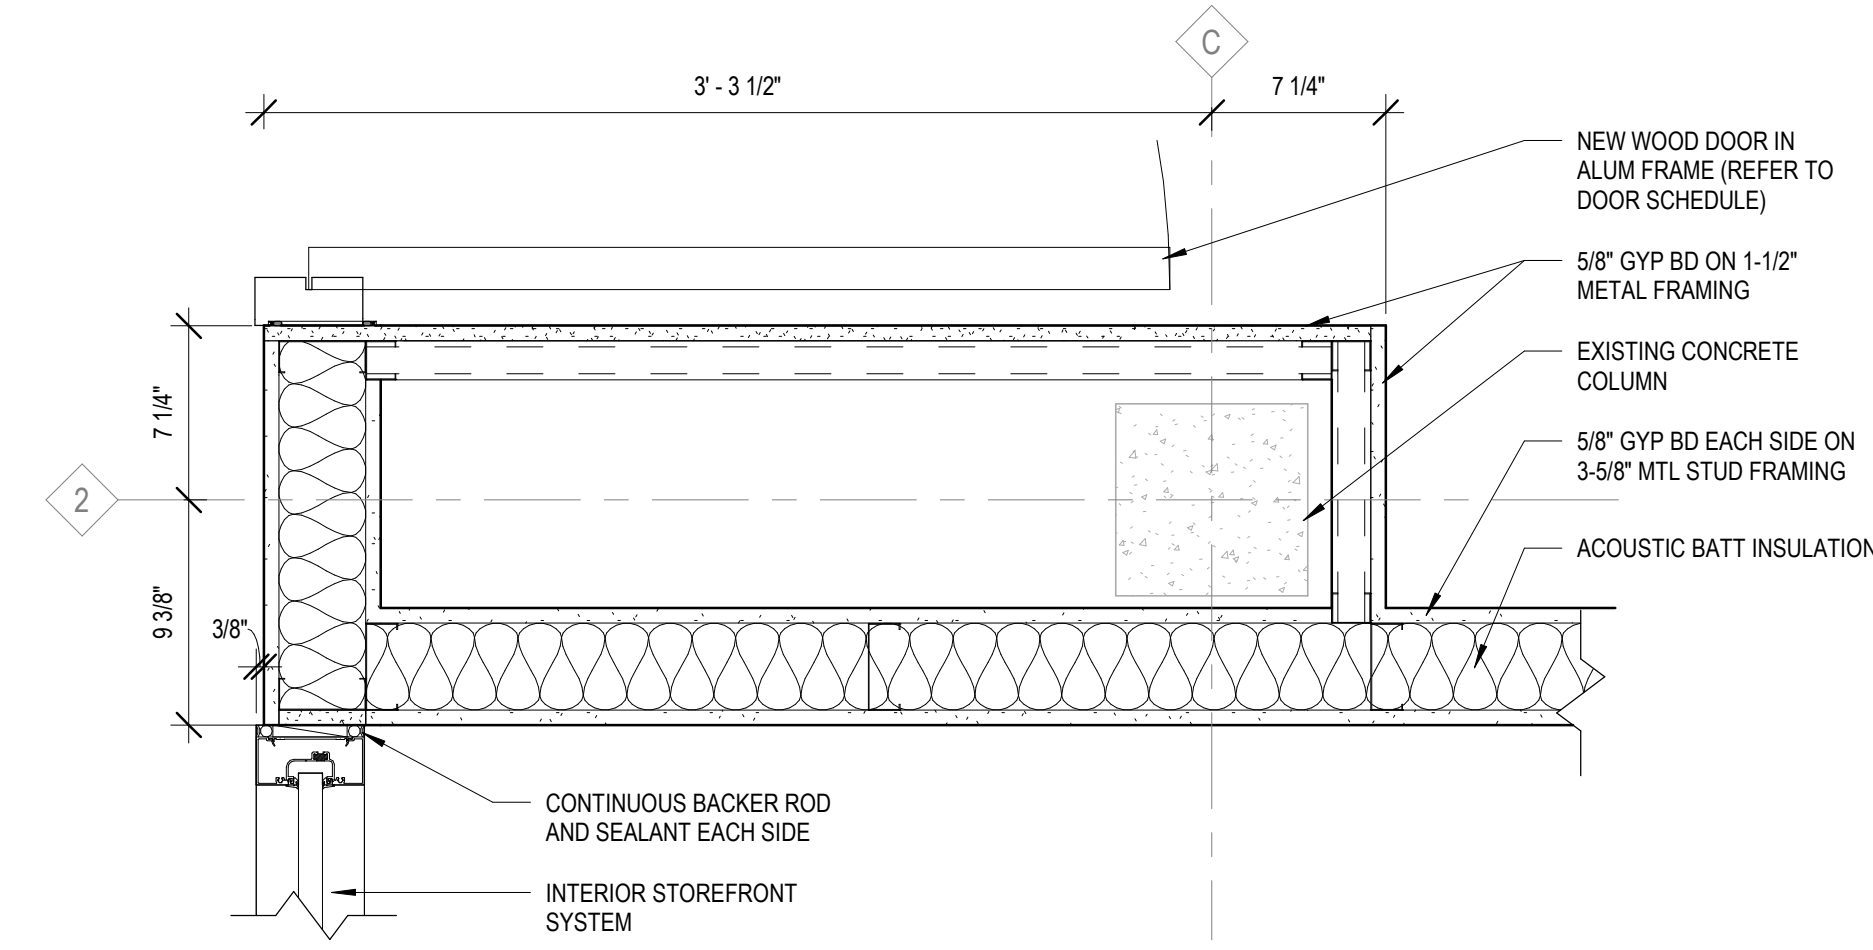 C
3' - 3 1/2"
7 1/4"
NEW WOOD DOOR IN
ALUM FRAME (REFER TO
DOOR SCHEDULE)
5/8" GYP BD ON 1-1/2"
METAL FRAMING
EXISTING CONCRETE
COLUMN
7 1/4"
5/8" GYP BD EACH SIDE ON
3-5/8" MTL STUD FRAMING
2
ACOUSTIC BATT INSULATION
9 3/8"
3/8"
CONTINUOUS BACKER ROD
AND SEALANT EACH SIDE
INTERIOR STOREFRONT
SYSTEM